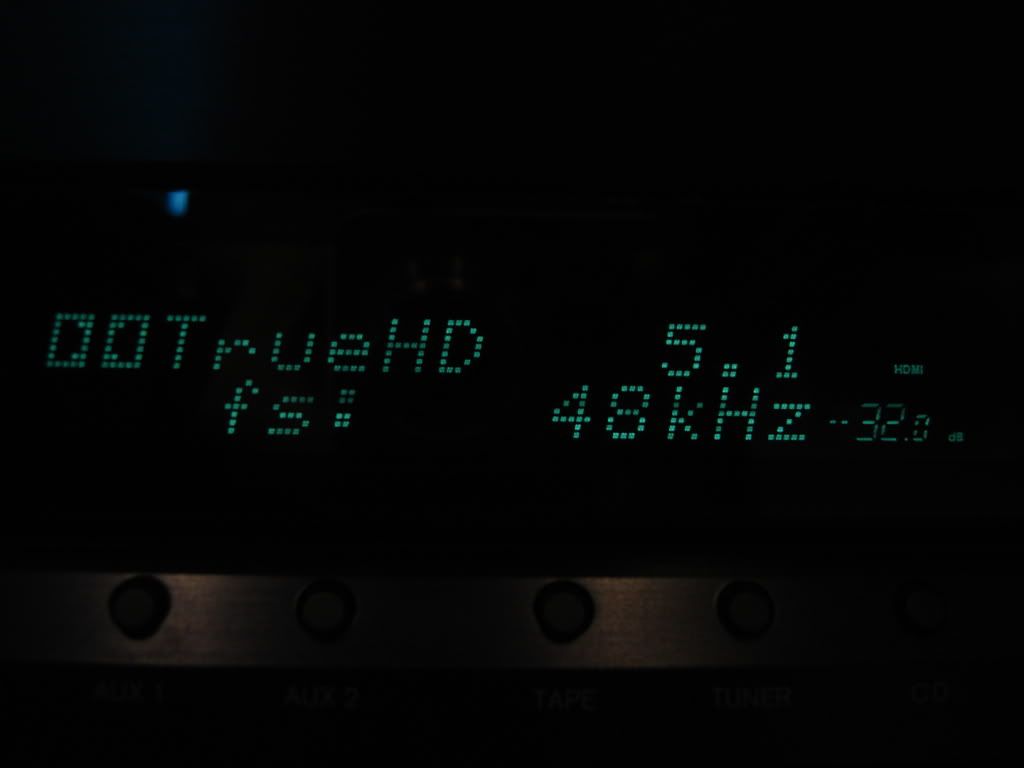 DDTrueHD 5.1 HDMI
fs: 48kHz --32.0 dB
AUX 1 AUX 2 TAPE TUNER CD